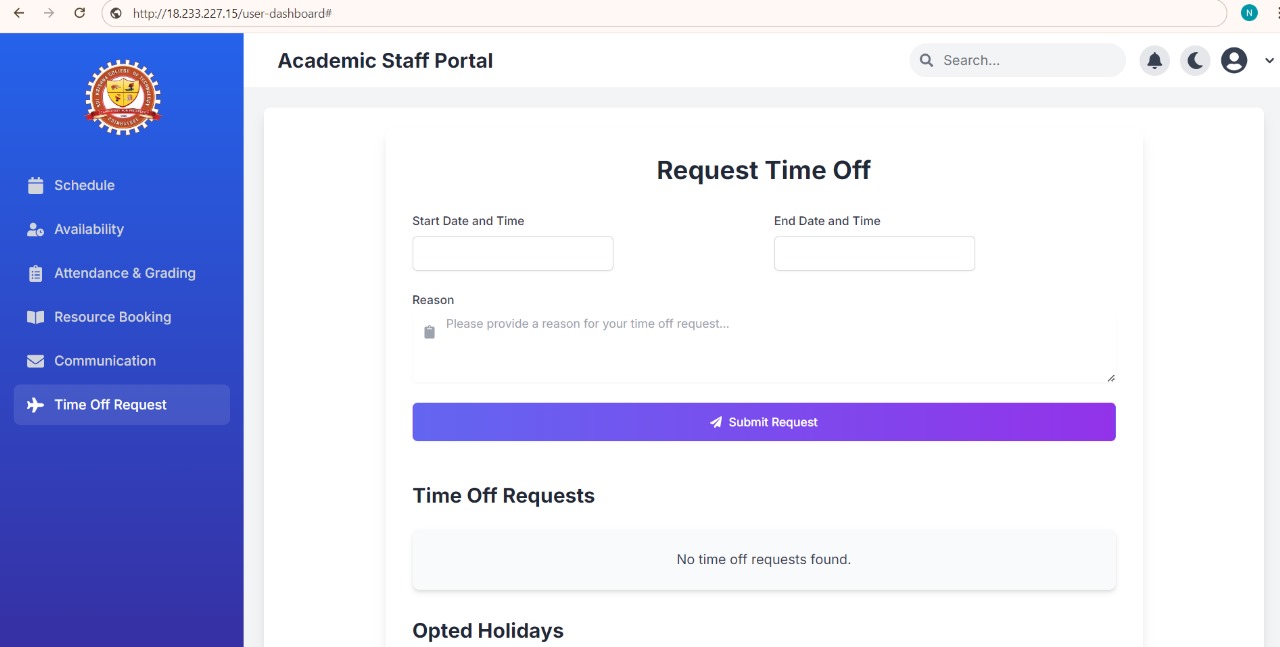 http://18.233.227.15/user-dashboard#
N
Academic Staff Portal
Search...
Schedule
Availability
Attendance & Grading
Resource Booking
Communication
Time Off Request
Request Time Off
Start Date and Time
End Date and Time
Reason
Please provide a reason for your time off request...
Submit Request
Time Off Requests
No time off requests found.
Opted Holidays